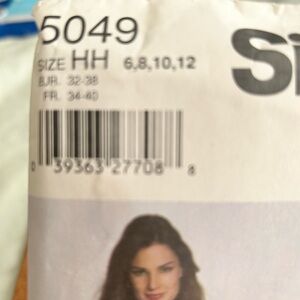 5049
SIZE HH 6,8,10,12
EUR. 32-38
FR. 34-40
Si
0 39363 27708 8